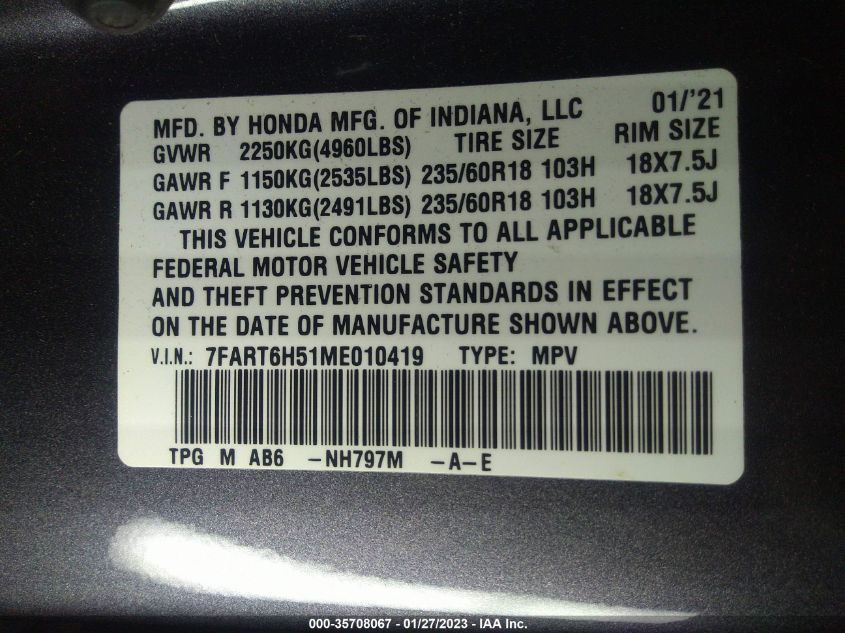 MFD. BY HONDA MFG. OF INDIANA, LLC 01/'21
GVWR 2250KG(4960LBS) TIRE SIZE RIM SIZE
GAWR F 1150KG(2535LBS) 235/60R18 103H 18X7.5J
GAWR R 1130KG(2491LBS) 235/60R18 103H 18X7.5J
THIS VEHICLE CONFORMS TO ALL APPLICABLE
FEDERAL MOTOR VEHICLE SAFETY
AND THEFT PREVENTION STANDARDS IN EFFECT
ON THE DATE OF MANUFACTURE SHOWN ABOVE.
V.I.N.: 7FART6H51ME010419 TYPE: MPV
TPG M AB6 -NH797M -A-E
000-35708067 - 01/27/2023 - IAA Inc.